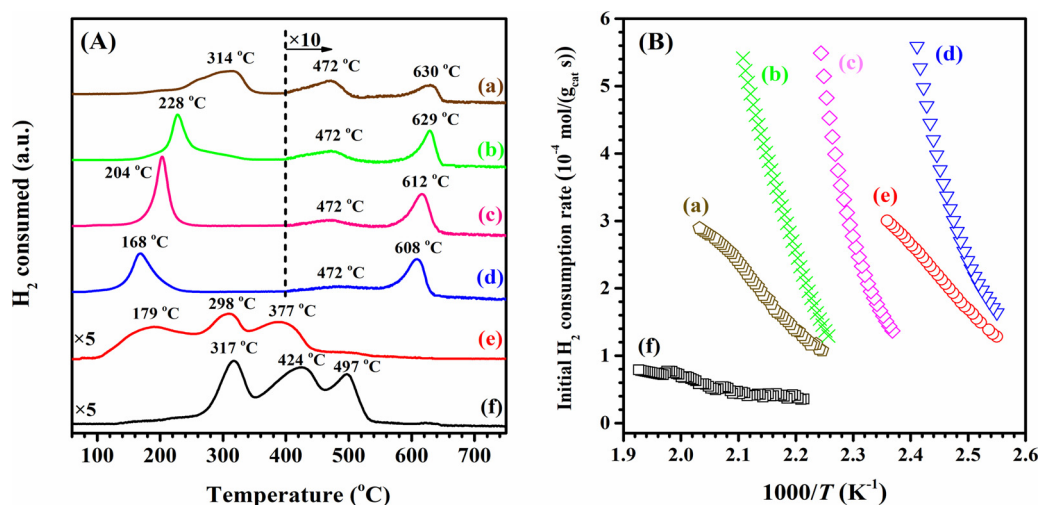 (A)
×10
314 °C
472 °C
630 °C
(a)
228 °C
472 °C
629 °C
(b)
204 °C
472 °C
612 °C
(c)
168 °C
472 °C
608 °C
(d)
×5
179 °C
298 °C
377 °C
(e)
×5
317 °C
424 °C
497 °C
(f)
H2 consumed (a.u.)
100 200 300 400 500 600 700
Temperature (°C)
(B)
(a)
(b)
(c)
(d)
(e)
(f)
6
5
4
3
2
1
0
Initial H2 consumption rate (10-4 mol/(gcat s)
1.9 2.0 2.1 2.2 2.3 2.4 2.5 2.6
1000/T (K-1)